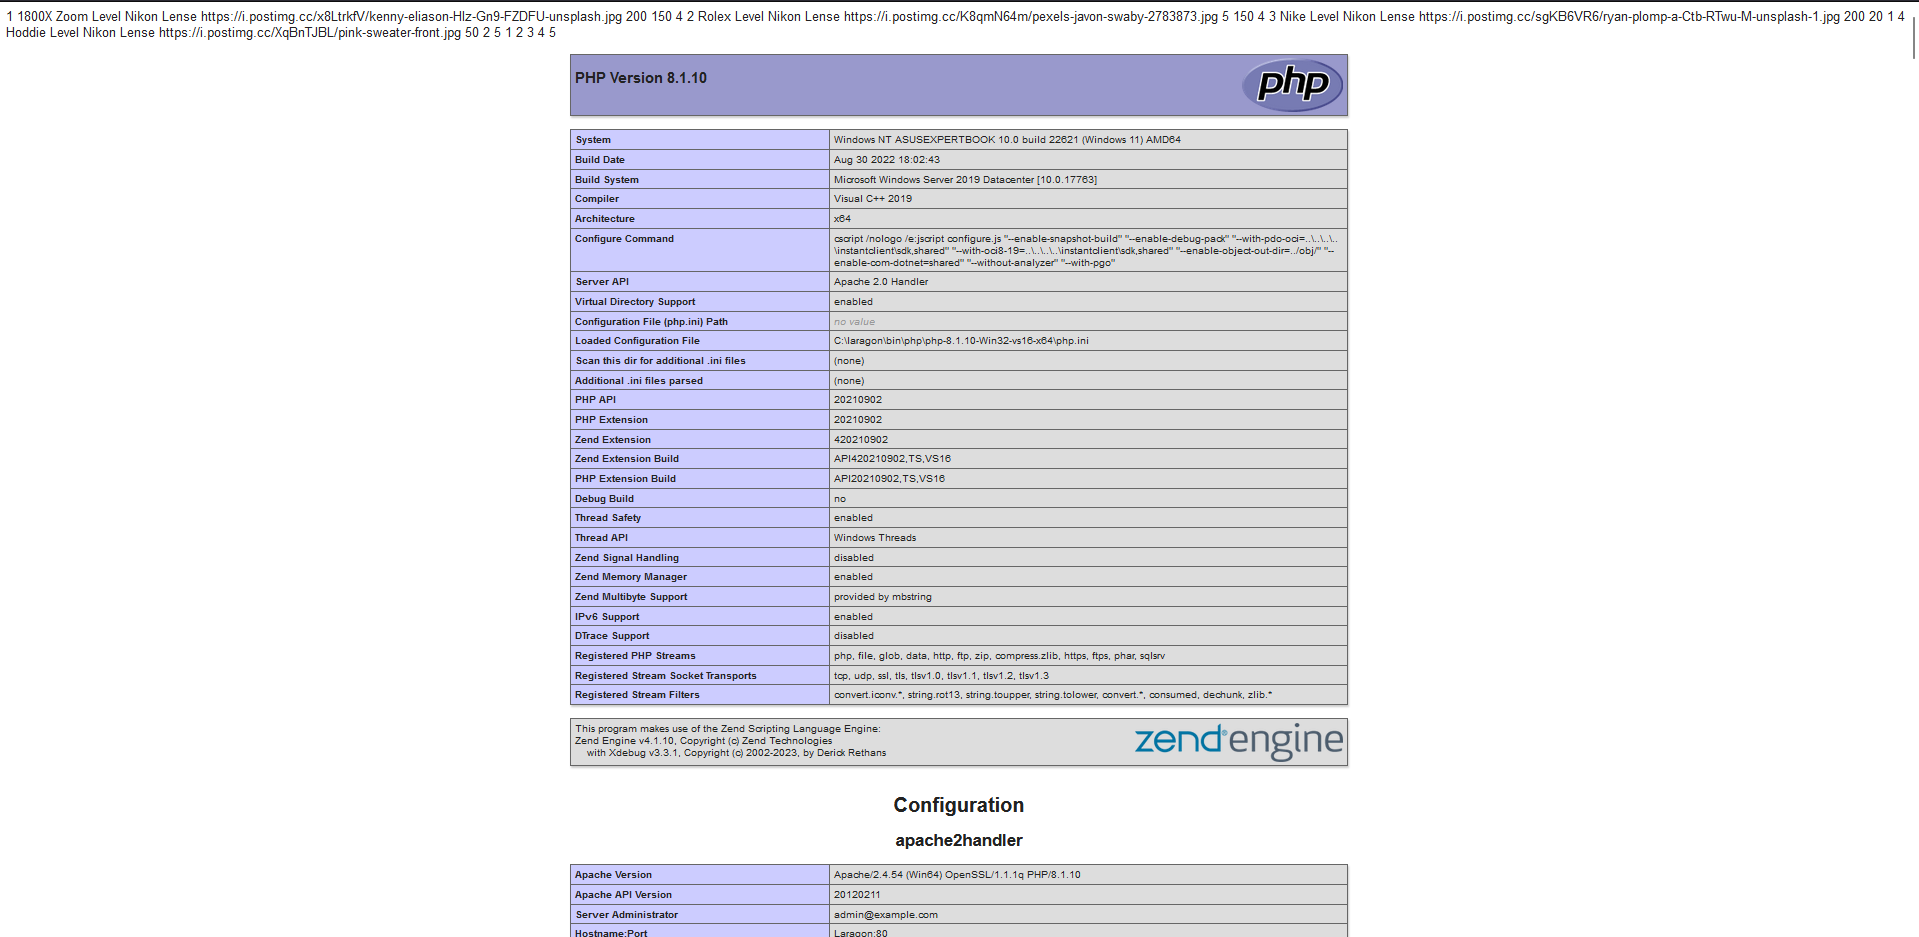 1 1800X Zoom Level Nikon Lense https://i.postimg.cc/x8LtrkfV/kenny-eliason-HIz-Gn9-FZDFU-unsplash.jpg 200 150 4 2 Rolex Level Nikon Lense https://i.postimg.cc/K8qmN64m/pexels-javon-swaby-2783873.jpg 5 150 4 3 Nike Level Nikon Lense https://i.postimg.cc/sgKB6VR6/ryan-plomp-a-Ctb-RTwu-M-unsplash-1.jpg 200 20 1 4
Hoddie Level Nikon Lense https://i.postimg.cc/XqBnTJBL/pink-sweater-front.jpg 50 2 5 1 2 3 4 5
PHP Version 8.1.10
php
System Windows NT ASUSEXPERTBOOK 10.0 build 22621 (Windows 11) AMD64
Build Date Aug 30 2022 18:02:43
Build System Microsoft Windows Server 2019 Datacenter [10.0.17763]
Compiler Visual C++ 2019
Architecture x64
Configure Command cscript /nologo /e:jscript configure.js "--enable-snapshot-build" "--enable-debug-pack" "--with-pdo-oci=..\..\..\..
\instantclient\sdk,shared" "--with-oci8-19=..\..\..\..\instantclient\sdk,shared" "--enable-object-out-dir=../obj/" "--
enable-com-dotnet=shared" "--without-analyzer" "--with-pgo"
Server API Apache 2.0 Handler
Virtual Directory Support enabled
Configuration File (php.ini) Path no value
Loaded Configuration File C:\laragon\bin\php\php-8.1.10-Win32-vs16-x64\php.ini
Scan this dir for additional .ini files (none)
Additional .ini files parsed (none)
PHP API 20210902
PHP Extension 20210902
Zend Extension 420210902
Zend Extension Build API420210902,TS,VS16
PHP Extension Build API20210902,TS,VS16
Debug Build no
Thread Safety enabled
Thread API Windows Threads
Zend Signal Handling disabled
Zend Memory Manager enabled
Zend Multibyte Support provided by mbstring
IPv6 Support enabled
DTrace Support disabled
Registered PHP Streams php, file, glob, data, http, ftp, zip, compress.zlib, https, ftps, phar, sqlsrv
Registered Stream Socket Transports tcp, udp, ssl, tls, tlsv1.0, tlsv1.1, tlsv1.2, tlsv1.3
Registered Stream Filters convert.iconv.*, string.rot13, string.toupper, string.tolower, convert.*, consumed, dechunk, zlib.*
This program makes use of the Zend Scripting Language Engine:
Zend Engine v4.1.10, Copyright (c) Zend Technologies
with Xdebug v3.3.1, Copyright (c) 2002-2023, by Derick Rethans
zend engine
Configuration
apache2handler
Apache Version Apache/2.4.54 (Win64) OpenSSL/1.1.1q PHP/8.1.10
Apache API Version 20120211
Server Administrator admin@example.com
Hostname:Port Laragon:80